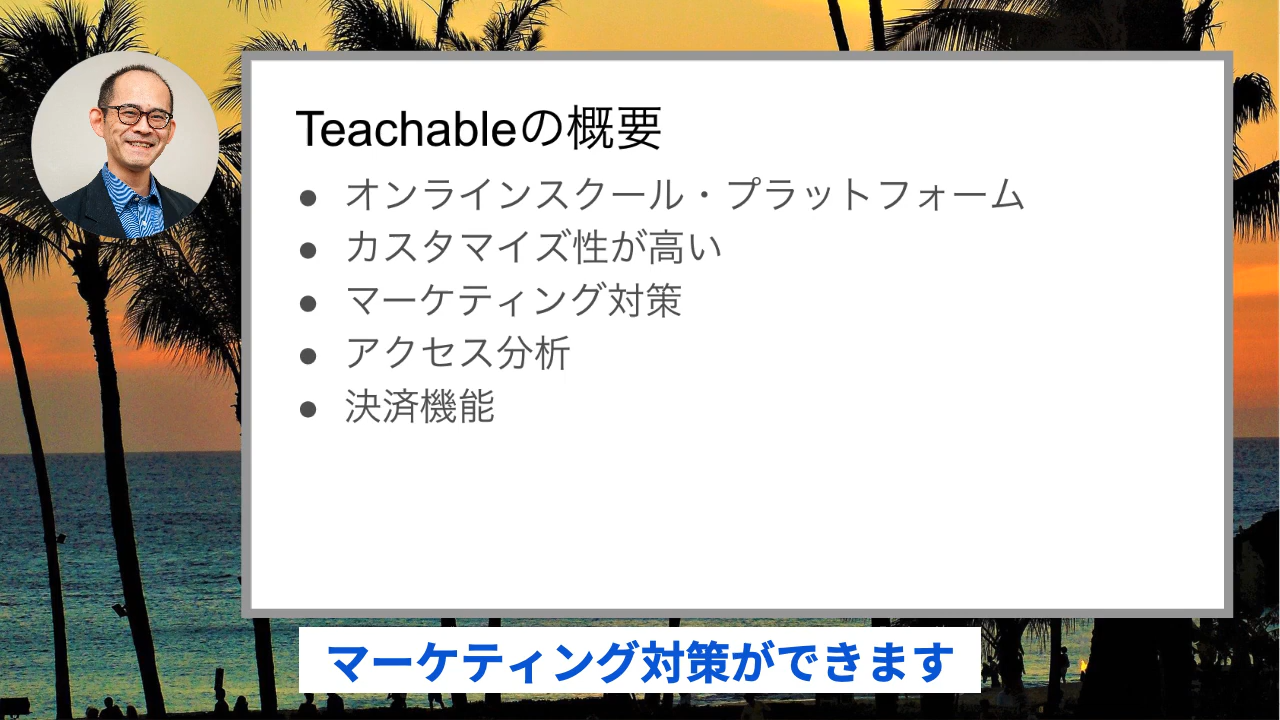 Teachableの概要
● オンラインスクール・プラットフォーム
● カスタマイズ性が高い
● マーケティング対策
● アクセス分析
● 決済機能
マーケティング対策ができます